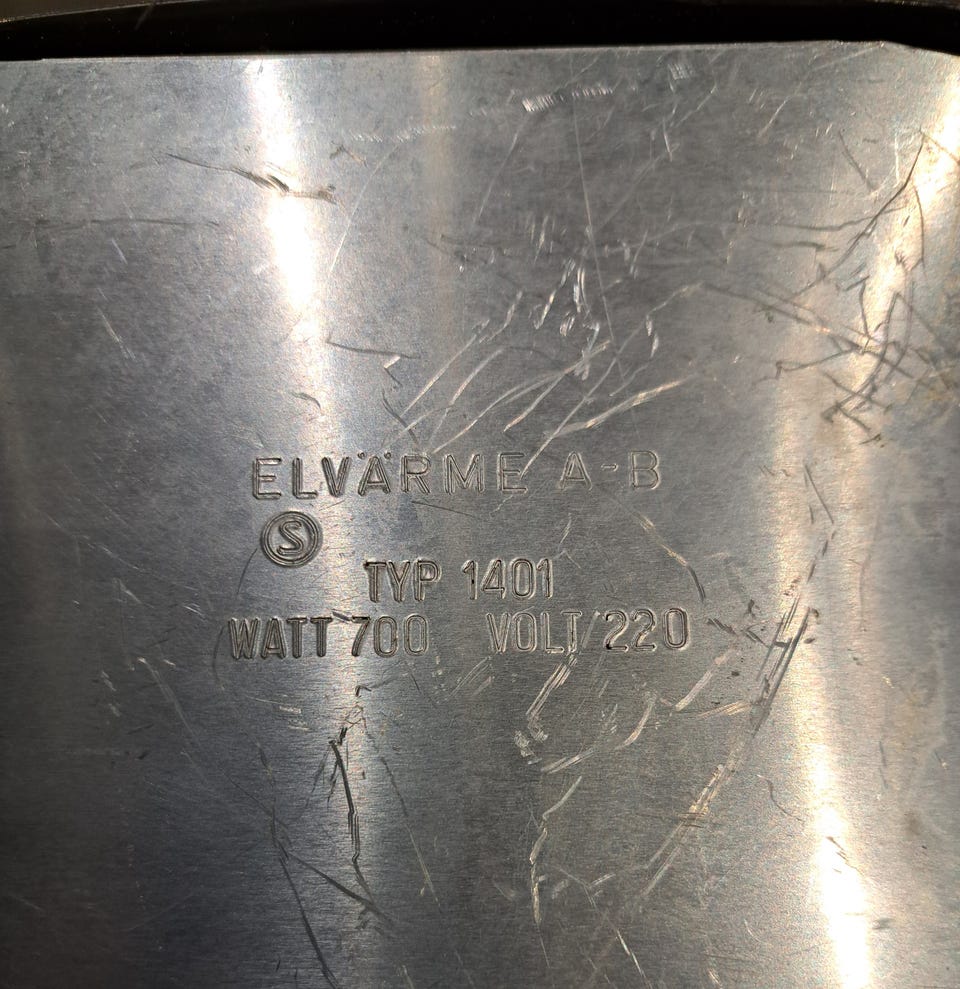 ELVÄRME A-B
S
TYP 1401
WATT 700 VOLT 220